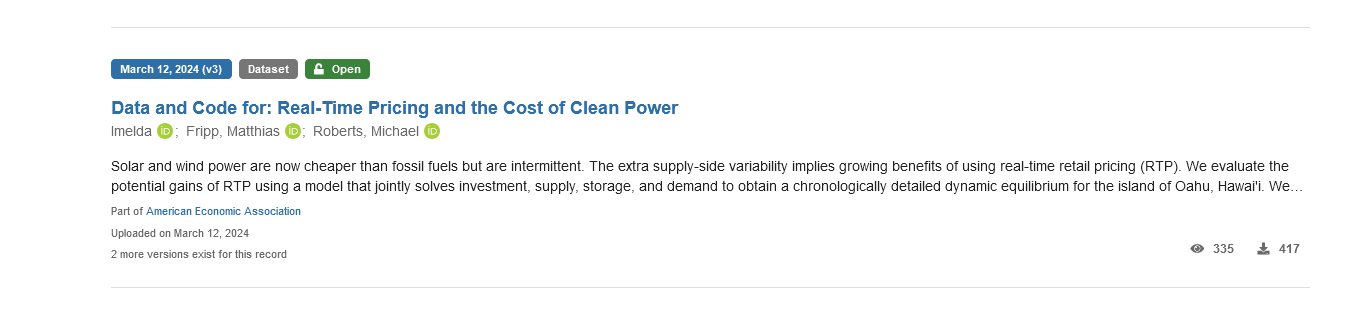 March 12, 2024 (v3) Dataset Open
Data and Code for: Real-Time Pricing and the Cost of Clean Power
Imelda iD; Fripp, Matthias iD; Roberts, Michael iD
Solar and wind power are now cheaper than fossil fuels but are intermittent. The extra supply-side variability implies growing benefits of using real-time retail pricing (RTP). We evaluate the
potential gains of RTP using a model that jointly solves investment, supply, storage, and demand to obtain a chronologically detailed dynamic equilibrium for the island of Oahu, Hawai'i. We…
Part of American Economic Association
Uploaded on March 12, 2024
2 more versions exist for this record
335 417